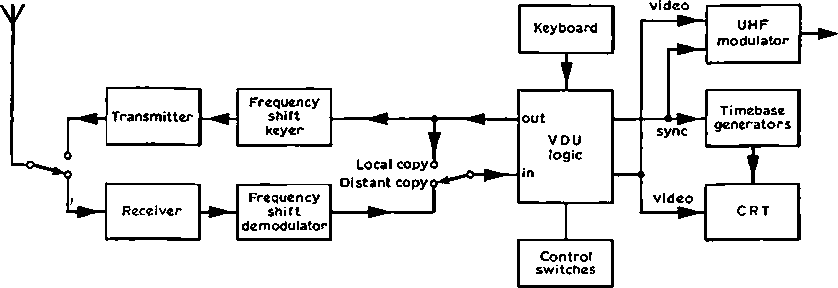 video
Keyboard
UHF
modulator
Transmitter
Frequency
shift
keyer
out
VDU
logic
sync
Timebase
generators
Local copy
Distant copy
in
Receiver
Frequency
shift
demodulator
video
CRT
Control
switches